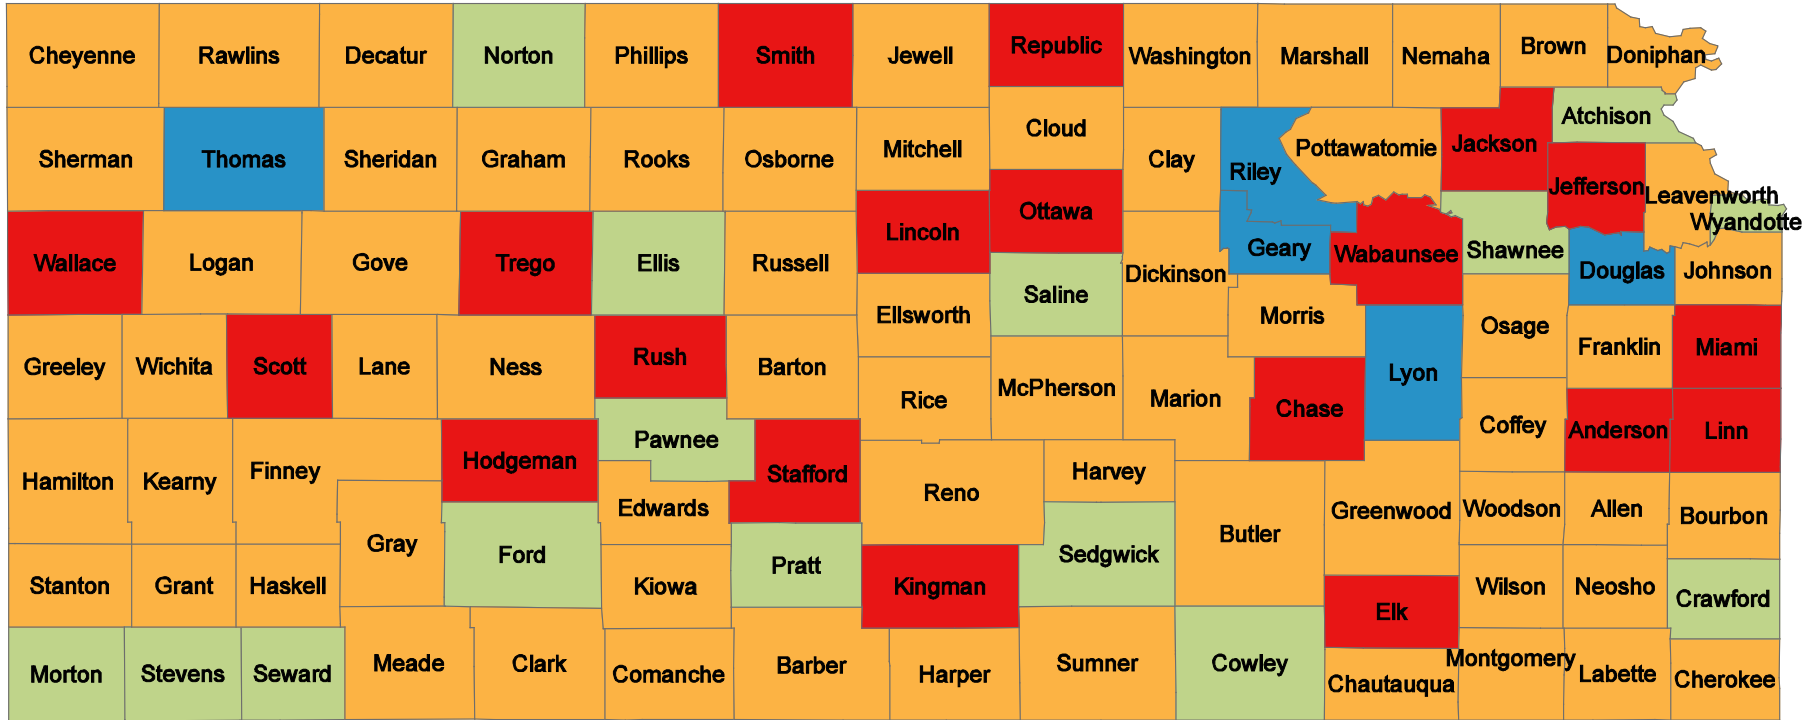 Cheyenne
Rawlins
Decatur
Norton
Phillips
Smith
Jewell
Republic
Washington
Marshall
Nemaha
Brown
Doniphan
Sherman
Thomas
Sheridan
Graham
Rooks
Osborne
Mitchell
Cloud
Clay
Riley
Pottawatomie
Jackson
Atchison
Jefferson
Leavenworth
Wyandotte
Wallace
Logan
Gove
Trego
Ellis
Russell
Lincoln
Ottawa
Saline
Dickinson
Geary
Wabaunsee
Shawnee
Douglas
Johnson
Ellsworth
Morris
Osage
Franklin
Miami
Greeley
Wichita
Scott
Lane
Ness
Rush
Barton
Rice
McPherson
Marion
Chase
Lyon
Coffey
Anderson
Linn
Pawnee
Hamilton
Kearny
Finney
Hodgeman
Stafford
Edwards
Reno
Harvey
Gray
Ford
Pratt
Sedgwick
Butler
Greenwood
Woodson
Allen
Bourbon
Stanton
Grant
Haskell
Kiowa
Kingman
Elk
Wilson
Neosho
Crawford
Morton
Stevens
Seward
Meade
Clark
Comanche
Barber
Harper
Sumner
Cowley
Chautauqua
Montgomery
Labette
Cherokee